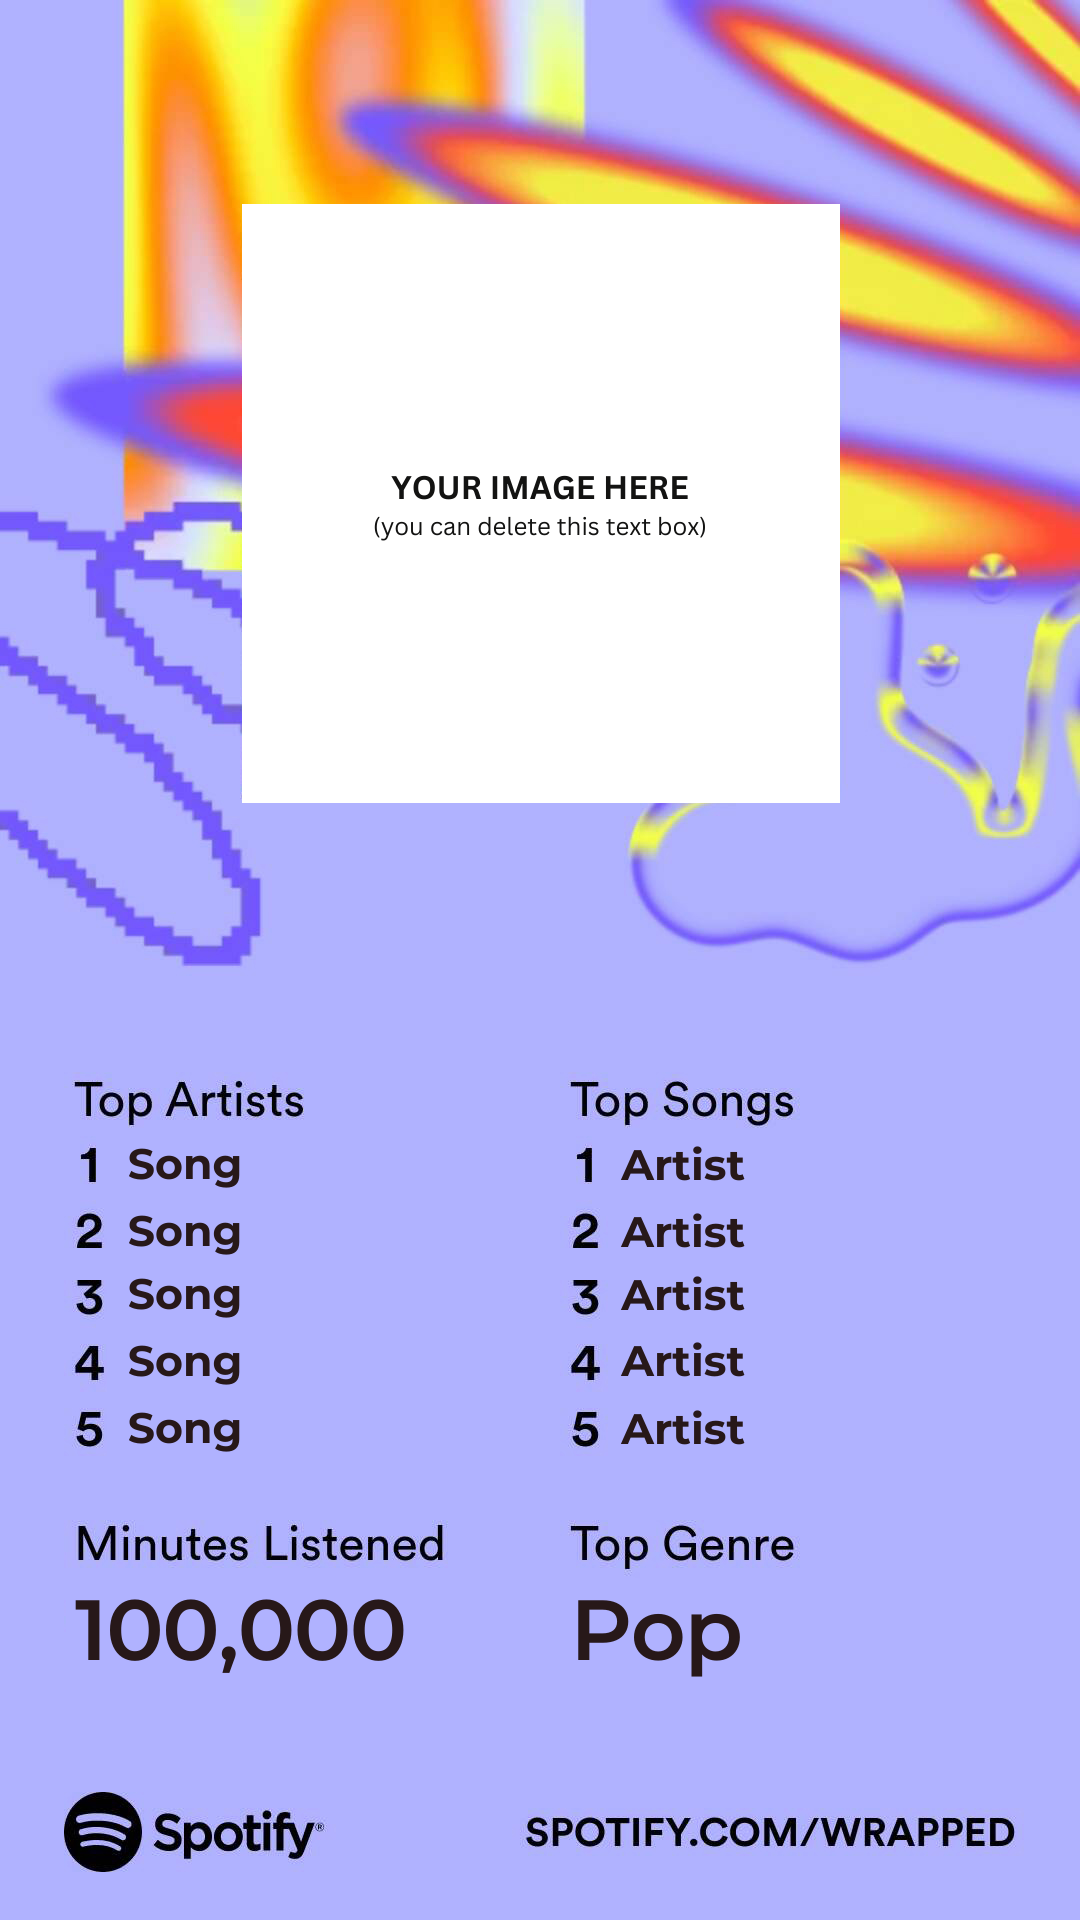 YOUR IMAGE HERE
(you can delete this text box)
Top Artists
1 Song
2 Song
3 Song
4 Song
5 Song
Top Songs
1 Artist
2 Artist
3 Artist
4 Artist
5 Artist
Minutes Listened
100,000
Top Genre
Pop
Spotify®
SPOTIFY.COM/WRAPPED